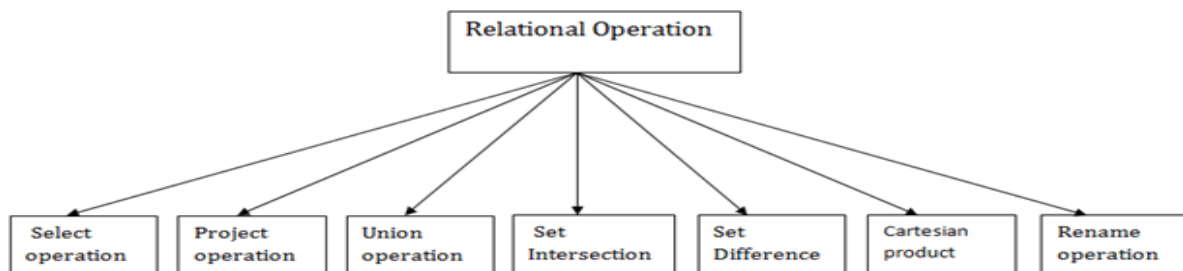 Relational Operation
Select
operation
Project
operation
Union
operation
Set
Intersection
Set
Difference
Cartesian
product
Rename
operation